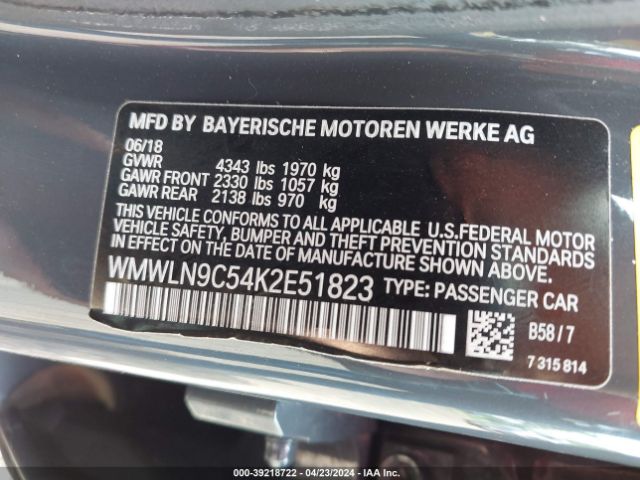 MFD BY BAYERISCHE MOTOREN WERKE AG
06/18
GVWR 4343 lbs 1970 kg
GAWR FRONT 2330 lbs 1057 kg
GAWR REAR 2138 lbs 970 kg
THIS VEHICLE CONFORMS TO ALL APPLICABLE U.S.FEDERAL MOTOR
VEHICLE SAFETY, BUMPER AND THEFT PREVENTION STANDARDS
IN EFFECT ON THE DATE OF MANUFACTURE SHOWN ABOVE.
WMWLN9C54K2E51823 TYPE: PASSENGER CAR
B58/7
7 315 814
000-39218722 - 04/23/2024 - IAA Inc.